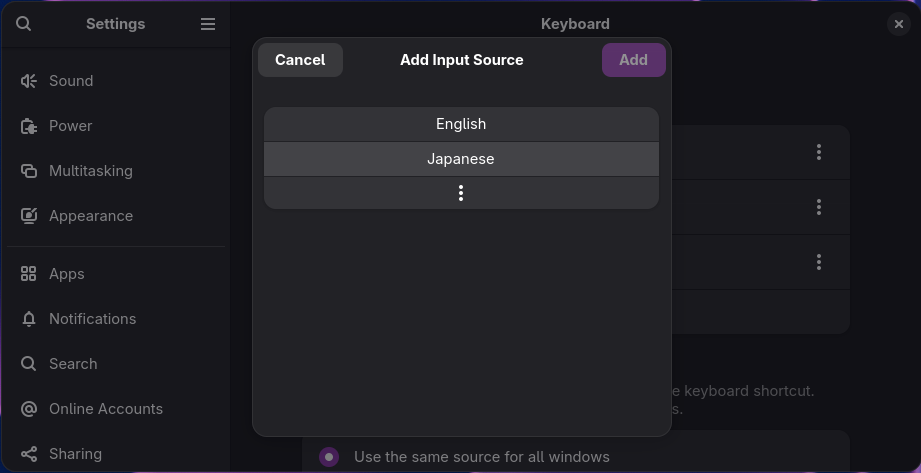 Settings
Keyboard
Cancel
Add Input Source
Add
Sound
Power
Multitasking
Appearance
Apps
Notifications
Search
Online Accounts
Sharing
English
Japanese
e keyboard shortcut.
s.
Use the same source for all windows